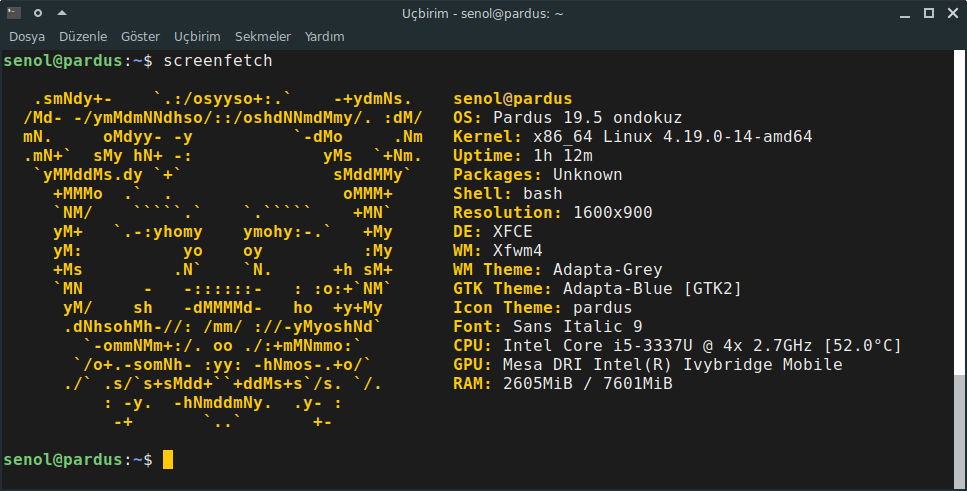 Uçbirim - senol@pardus: ~
Dosya Düzenle Göster Uçbirim Sekmeler Yardım
senol@pardus:~$ screenfetch
.smNdy+- `.:/osyyso+:.` -+ydmNs. senol@pardus
/Md- -/ymMdmNNdhso/::/oshdNNmdMmy/. :dM/ OS: Pardus 19.5 ondokuz
mN. oMdyy- -y `-dMo .Nm Kernel: x86_64 Linux 4.19.0-14-amd64
.mN+` sMy hN+ -: yMs `+Nm. Uptime: 1h 12m
`yMMddMs.dy `+` sMddMMy` Packages: Unknown
+MMMo .` . oMMM+ Shell: bash
`NM/ `````.` `.````` +MN` Resolution: 1600x900
yM+ `.-:yhomy ymohy:-.` +My DE: XFCE
yM: yo oy :My WM: Xfwm4
+Ms .N` `N. +h sM+ WM Theme: Adapta-Grey
`MN - -::::::- : :o:+`NM` GTK Theme: Adapta-Blue [GTK2]
yM/ sh -dMMMMd- ho +y+My Icon Theme: pardus
.dNhsohMh-//: /mm/ ://-yMyoshNd` Font: Sans Italic 9
`-ommNMm+:/. oo ./:+mMNmmo:` CPU: Intel Core i5-3337U @ 4x 2.7GHz [52.0°C]
`/o+.-somNh- :yy: -hNmos-.+o/` GPU: Mesa DRI Intel(R) Ivybridge Mobile
./` .s/`s+sMdd+``+ddMs+s`/s. `/. RAM: 2605MiB / 7601MiB
: -y. -hNmddmNy. .y- :
-+ `..` +-
senol@pardus:~$